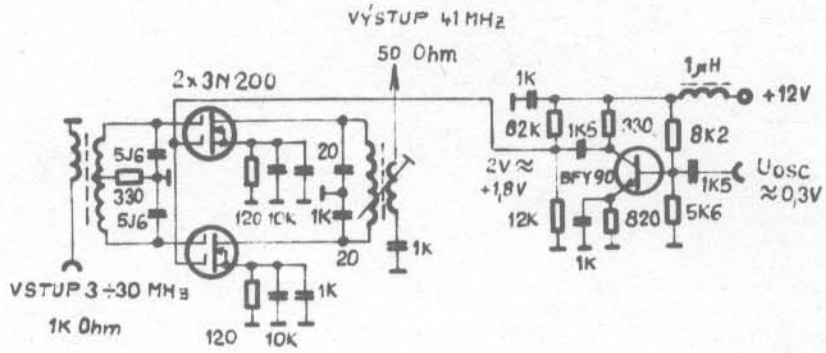 VÝSTUP 41 MHz
50 Ohm
2x3N200
1K
1µH
+12V
82K
1K5
330
8K2
5J6
330
5J6
20
2V≈
+1,8V
BFY90
1K5
UOSC
≈0,3V
120
10K
1K
20
12K
1K
820
5K6
1K
VSTUP 3÷30 MHz
1K Ohm
120
10K
1K